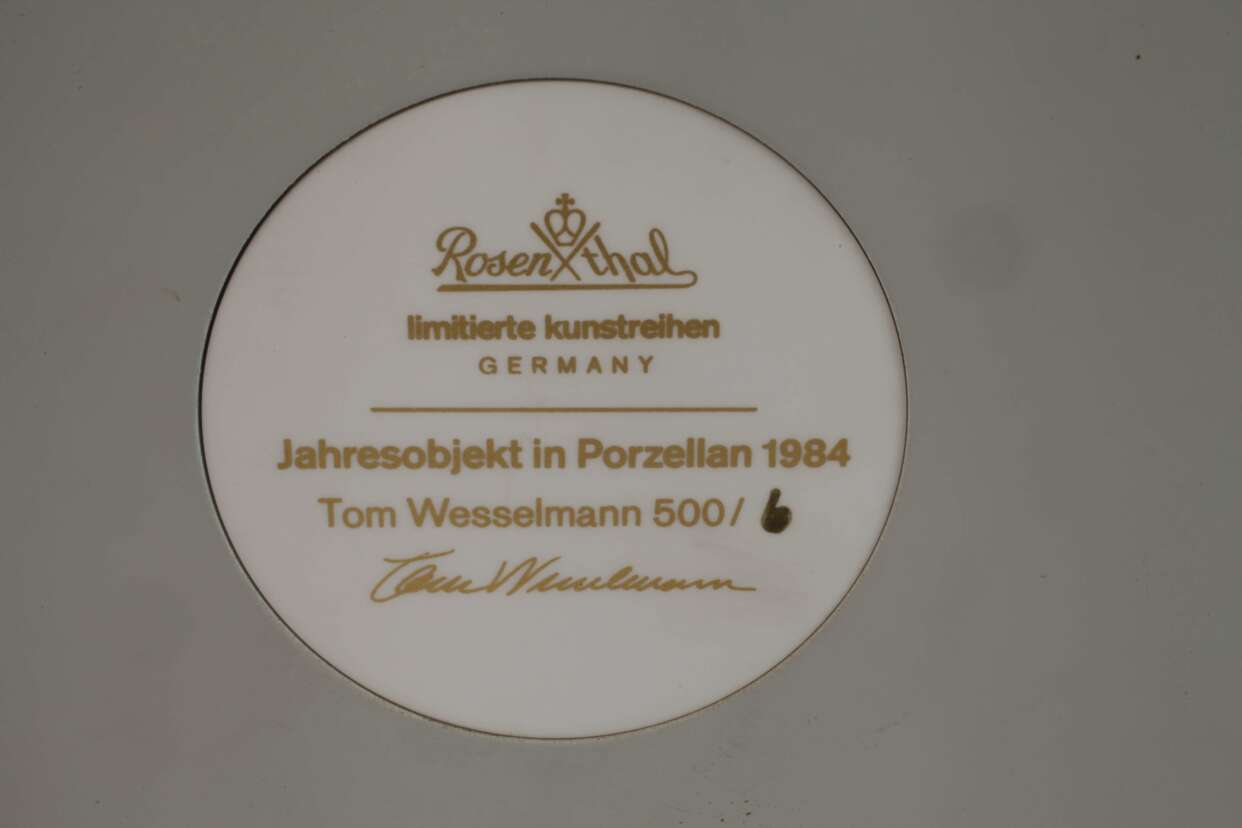 Rosenthal
limitierte kunstreihen
GERMANY
Jahresobjekt in Porzellan 1984
Tom Wesselmann 500/ 6
Tom Wesselmann